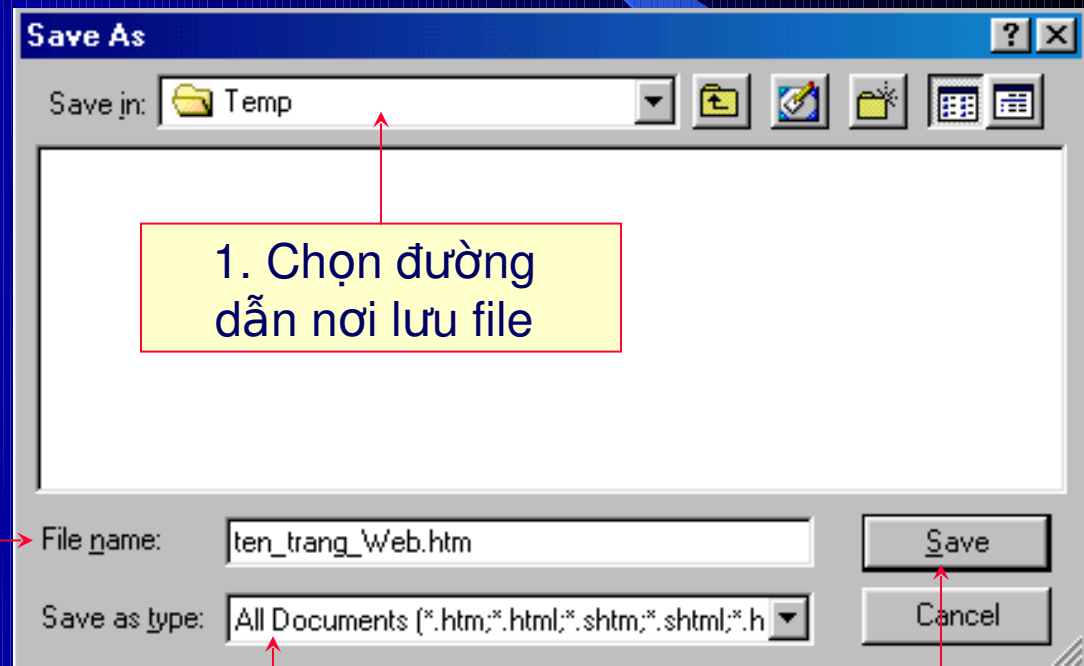 Save As
Save in: Temp
1. Chọn đường
dẫn nơi lưu file
File name: ten_trang_Web.htm Save
Save as type: All Documents (*.htm;*.html;*.shtm;*.shtml;*.h Cancel